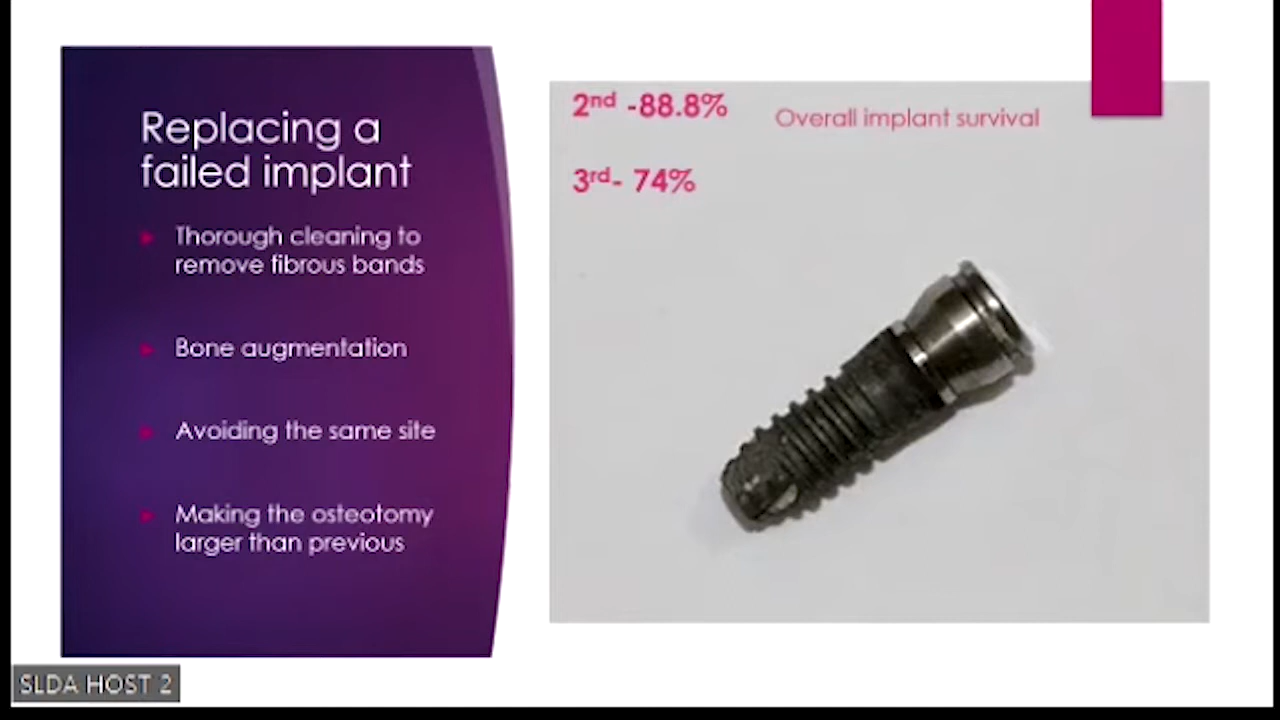 Replacing a
failed implant
Thorough cleaning to
remove fibrous bands
Bone augmentation
Avoiding the same site
Making the osteotomy
larger than previous
2nd -88.8%
Overall implant survival
3rd- 74%
SLDA HOST 2